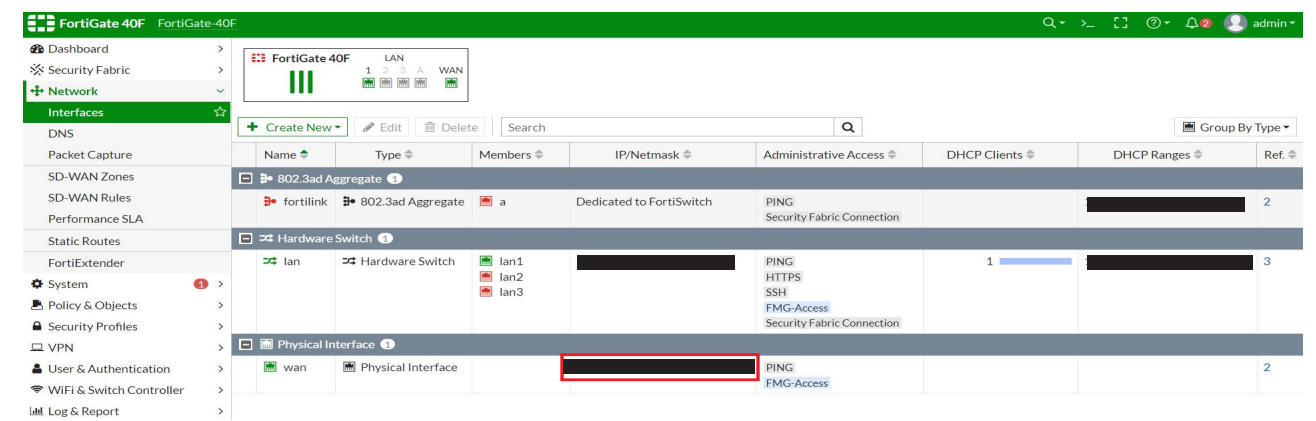 FortiGate 40F FortiGate-40F
>_ 2 admin
Dashboard
Security Fabric
Network
Interfaces
DNS
Packet Capture
SD-WAN Zones
SD-WAN Rules
Performance SLA
Static Routes
FortiExtender
System 1
Policy & Objects
Security Profiles
VPN
User & Authentication
WiFi & Switch Controller
Log & Report
FortiGate 40F LAN
1 2 3 A WAN
Create New Edit Delete Search Group By Type
Name Type Members IP/Netmask Administrative Access DHCP Clients DHCP Ranges Ref.
802.3ad Aggregate 1
fortilink 802.3ad Aggregate a Dedicated to FortiSwitch PING 2
Security Fabric Connection
Hardware Switch 1
lan Hardware Switch lan1 PING 1 3
lan2 HTTPS
lan3 SSH
FMG-Access
Security Fabric Connection
Physical Interface 1
wan Physical Interface PING 2
FMG-Access